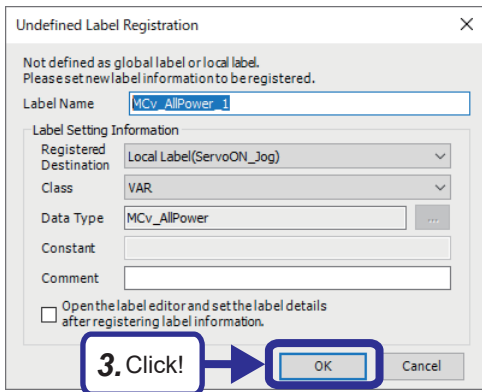 Undefined Label Registration
Not defined as global label or local label.
Please set new label information to be registered.
Label Name MCv_AllPower_1
Label Setting Information
Registered Destination Local Label(ServoON_Jog)
Class VAR
Data Type MCv_AllPower ...
Constant
Comment
Open the label editor and set the label details
after registering label information.
3. Click! OK Cancel